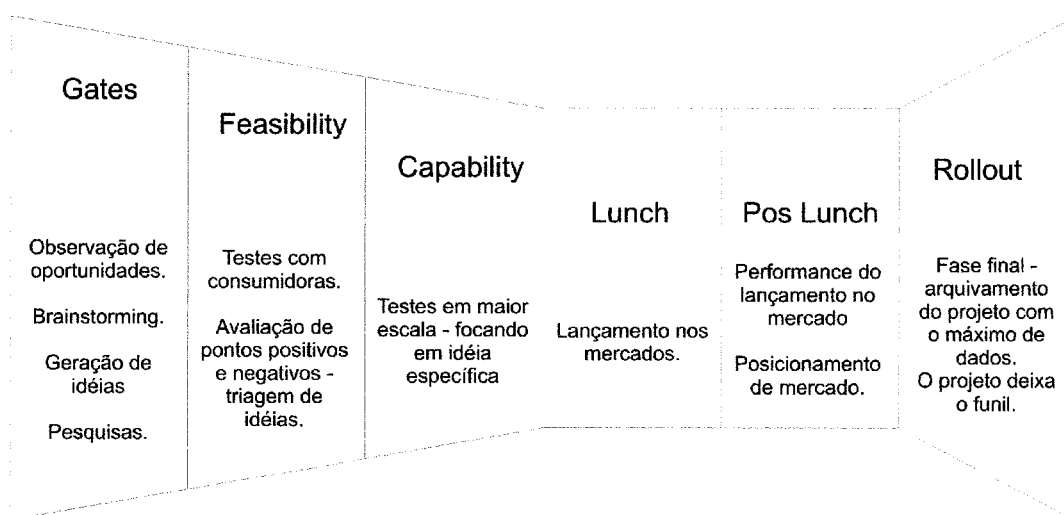 Gates
Observação de
oportunidades.
Brainstorming.
Geração de
idéias
Pesquisas.
Feasibility
Testes com
consumidoras.
Avaliação de
pontos positivos
e negativos -
triagem de
idéias.
Capability
Testes em maior
escala - focando
em idéia
específica
Lunch
Lançamento nos
mercados.
Pos Lunch
Performance do
lançamento no
mercado
Posicionamento
de mercado.
Rollout
Fase final -
arquivamento
do projeto com
o máximo de
dados.
O projeto deixa
o funil.